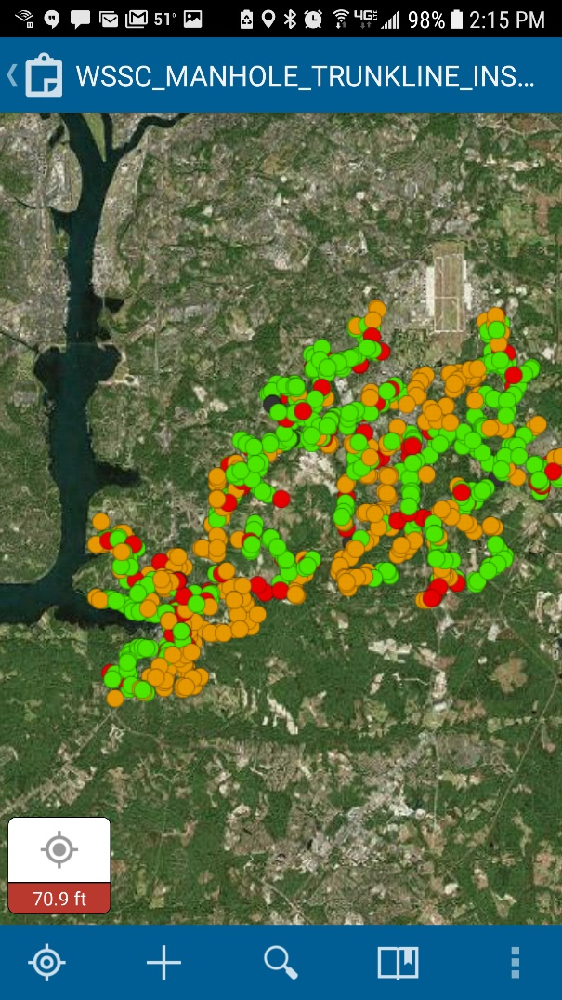 51° 4G 98% 2:15 PM
WSSC_MANHOLE_TRUNKLINE_INS...
70.9 ft